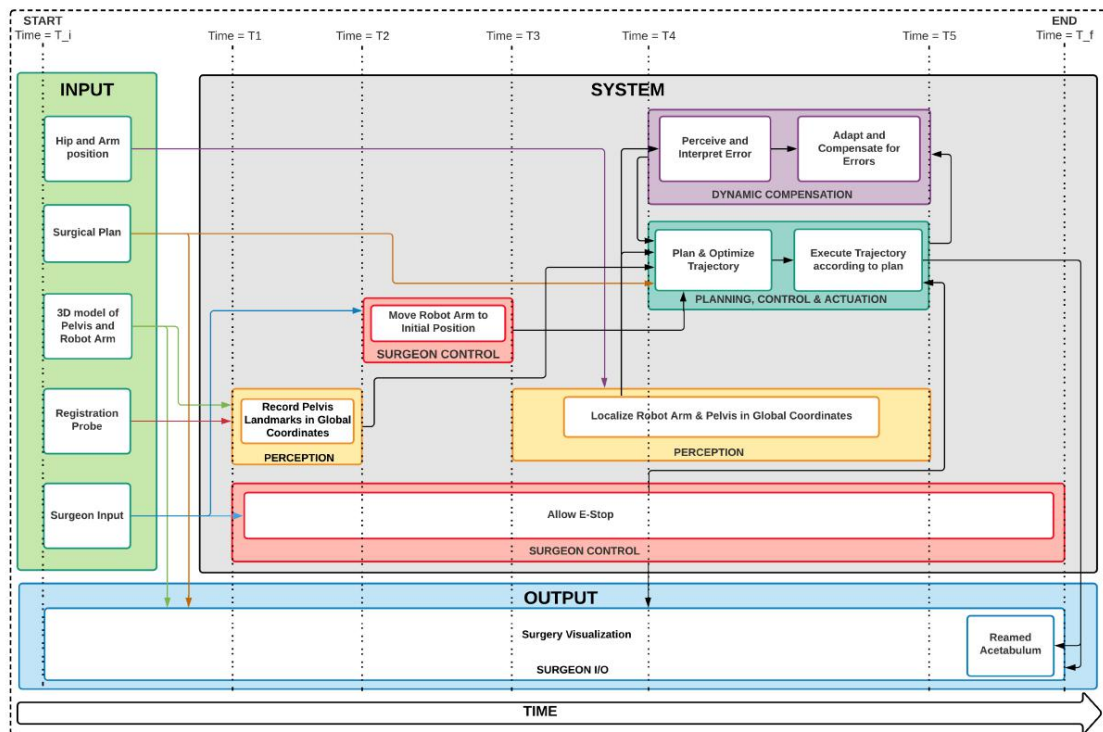 START
Time = T_i
Time = T1
Time = T2
Time = T3
Time = T4
Time = T5
END
Time = T_f
INPUT
Hip and Arm
position
Surgical Plan
3D model of
Pelvis and
Robot Arm
Registration
Probe
Surgeon Input
SYSTEM
Perceive and
Interpret Error
Adapt and
Compensate for
Errors
DYNAMIC COMPENSATION
Plan & Optimize
Trajectory
Execute Trajectory
according to plan
PLANNING, CONTROL & ACTUATION
Move Robot Arm to
Initial Position
SURGEON CONTROL
Record Pelvis
Landmarks in Global
Coordinates
PERCEPTION
Localize Robot Arm & Pelvis in Global Coordinates
PERCEPTION
Allow E-Stop
SURGEON CONTROL
OUTPUT
Surgery Visualization
SURGEON I/O
Reamed
Acetabulum
TIME